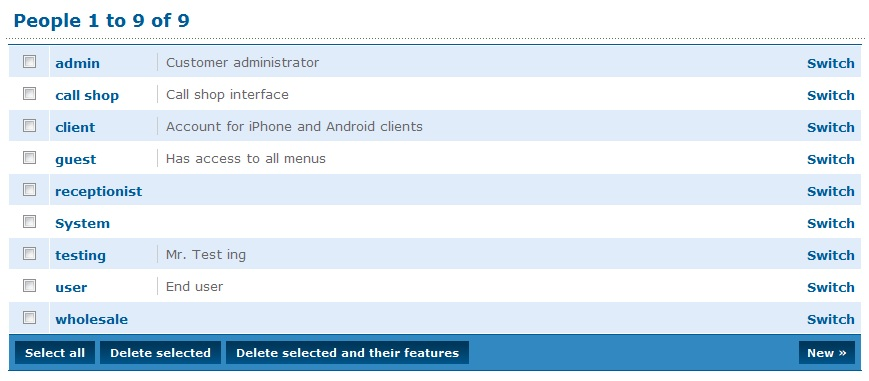 People 1 to 9 of 9
admin Customer administrator Switch
call shop Call shop interface Switch
client Account for iPhone and Android clients Switch
guest Has access to all menus Switch
receptionist Switch
System Switch
testing Mr. Test ing Switch
user End user Switch
wholesale Switch
Select all Delete selected Delete selected and their features New »